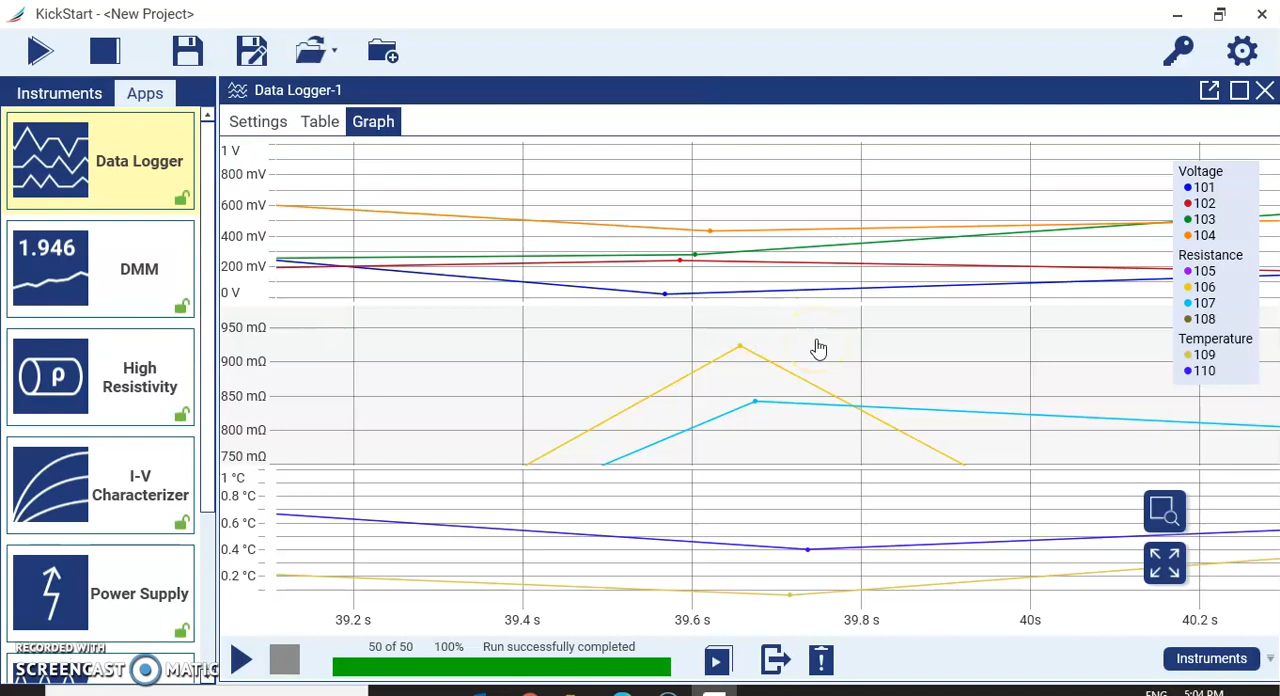 KickStart - <New Project>
Instruments Apps
Data Logger
1.946
DMM
High
Resistivity
I-V
Characterizer
Power Supply
RECORDED WITH
SCREENCAST MATIC
Data Logger-1
Settings Table Graph
1 V
800 mV
600 mV
400 mV
200 mV
0 V
950 mΩ
900 mΩ
850 mΩ
800 mΩ
750 mΩ
1 °C
0.8 °C
0.6 °C
0.4 °C
0.2 °C
39.2 s 39.4 s 39.6 s 39.8 s 40s 40.2 s
Voltage
101
102
103
104
Resistance
105
106
107
108
Temperature
109
110
50 of 50 100% Run successfully completed
Instruments
ENG 5:04 PM